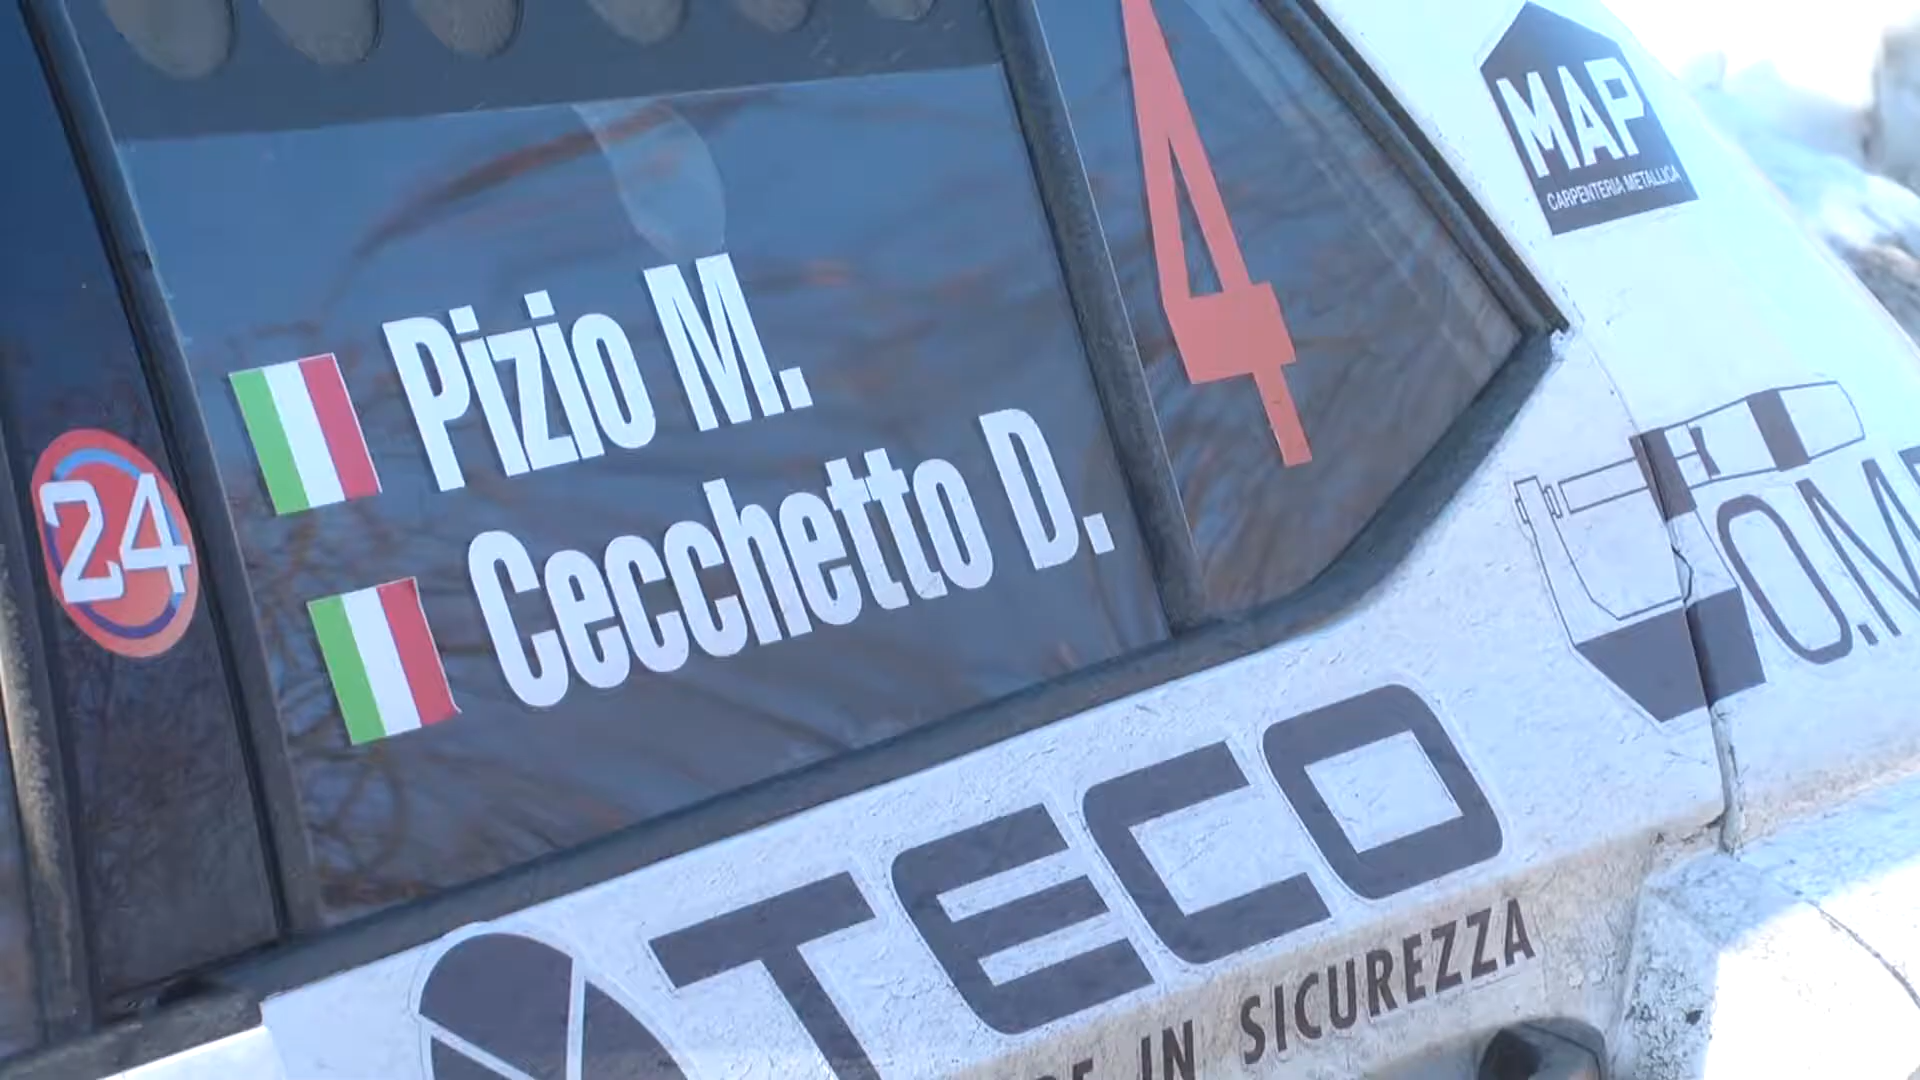 Pizio M.
Cecchetto D.
24
4
MAP
CARPENTERIA METALLICA
O.M
TECO
IN SICUREZZA